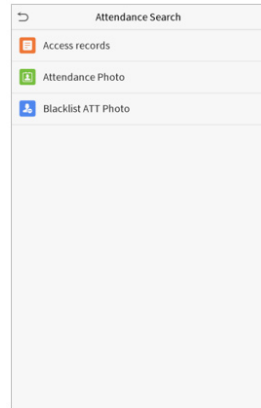 Attendance Search
Access records
Attendance Photo
Blacklist ATT Photo